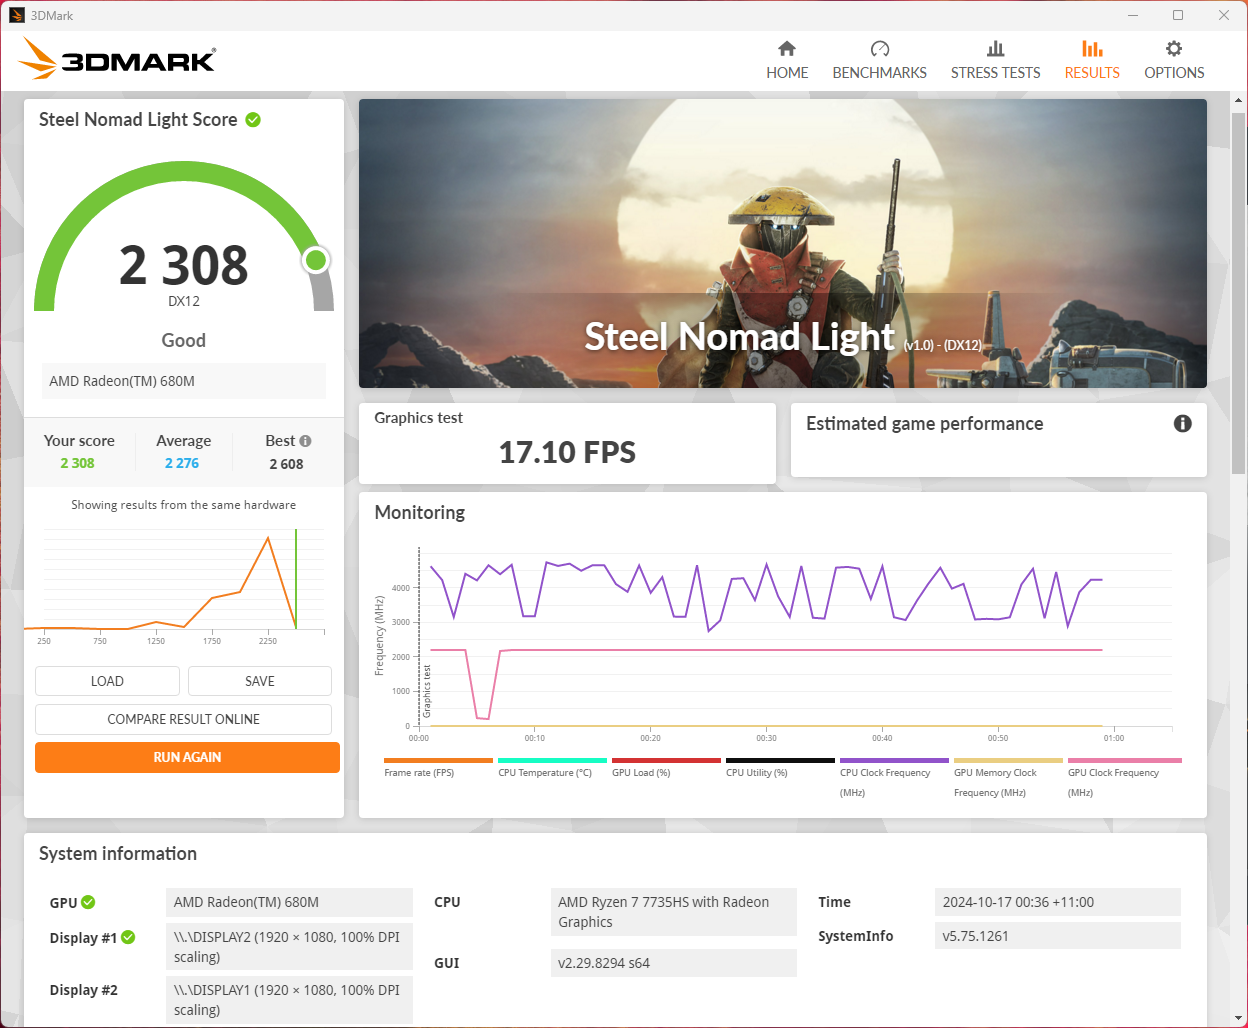 3DMark
3DMARK®
HOME
BENCHMARKS
STRESS TESTS
RESULTS
OPTIONS
Steel Nomad Light Score
2 308
DX12
Good
AMD Radeon(TM) 680M
Your score
Average
Best
2 308
2 276
2 608
Showing results from the same hardware
250
750
1250
1750
2250
LOAD
SAVE
COMPARE RESULT ONLINE
RUN AGAIN
Steel Nomad Light (v1.0) - (DX12)
Graphics test
17.10 FPS
Estimated game performance
Monitoring
Frequency (MHz)
4000
3000
2000
1000
0
Graphics test
00:00
00:10
00:20
00:30
00:40
00:50
01:00
Frame rate (FPS)
CPU Temperature (°C)
GPU Load (%)
CPU Utility (%)
CPU Clock Frequency
(MHz)
GPU Memory Clock
Frequency (MHz)
GPU Clock Frequency
(MHz)
System information
GPU
AMD Radeon(TM) 680M
Display #1
\\.\DISPLAY2 (1920 × 1080, 100% DPI
scaling)
Display #2
\\.\DISPLAY1 (1920 × 1080, 100% DPI
scaling)
CPU
AMD Ryzen 7 7735HS with Radeon
Graphics
GUI
v2.29.8294 s64
Time
2024-10-17 00:36 +11:00
SystemInfo
v5.75.1261